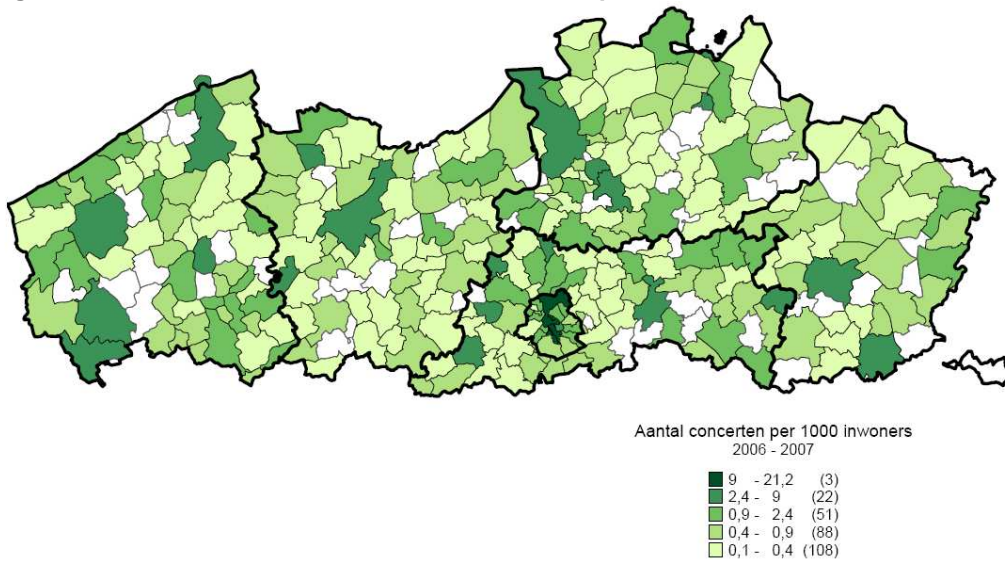 Aantal concerten per 1000 inwoners
2006 - 2007
9 - 21,2 (3)
2,4 - 9 (22)
0,9 - 2,4 (51)
0,4 - 0,9 (88)
0,1 - 0,4 (108)